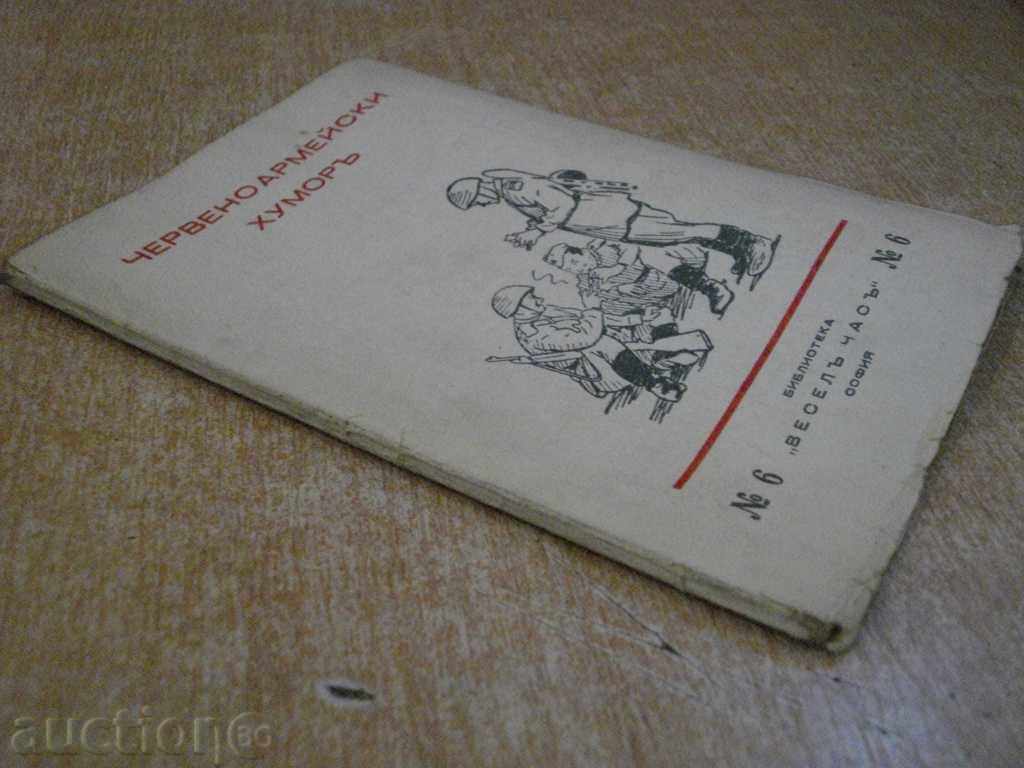 ЧЕРВЕНОАРМЕЙСКИ
ХУМОРЪ
БИБЛИОТЕКА
№ 6 „ВЕСЕЛЪ ЧАСЪ“ № 6
СОФИЯ
auction BG